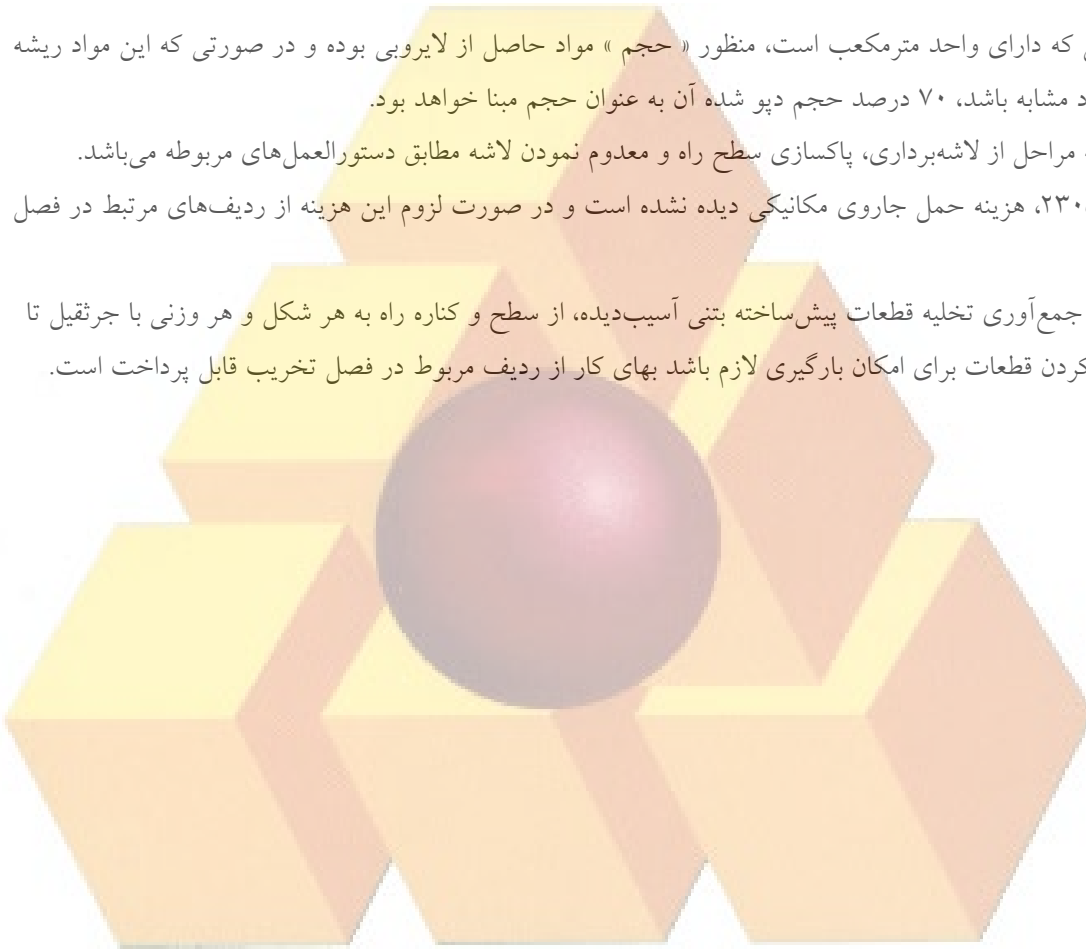 که دارای واحد مترمکعب است، منظور « حجم » مواد حاصل از لایروبی بوده و در صورتی که این مواد ریشه
د مشابه باشد، ۷۰ درصد حجم دپو شده آن به عنوان حجم مبنا خواهد بود.
مراحل از لاشه‌برداری، پاکسازی سطح راه و معدوم نمودن لاشه مطابق دستورالعمل‌های مربوطه می‌باشد.
۲۳۰، هزینه حمل جاروی مکانیکی دیده نشده است و در صورت لزوم این هزینه از ردیف‌های مرتبط در فصل
جمع‌آوری تخلیه قطعات پیش‌ساخته بتنی آسیب‌دیده، از سطح و کناره راه به هر شکل و هر وزنی با جرثقیل تا
کردن قطعات برای امکان بارگیری لازم باشد بهای کار از ردیف مربوط در فصل تخریب قابل پرداخت است.